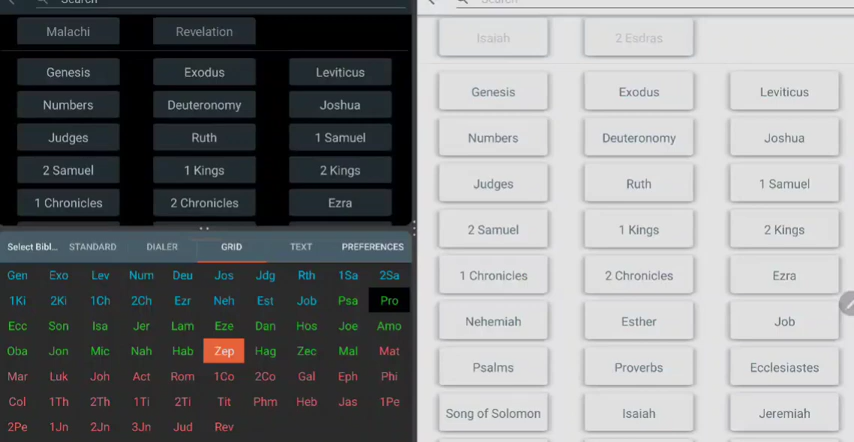 Search
Malachi Revelation
Genesis Exodus Leviticus
Numbers Deuteronomy Joshua
Judges Ruth 1 Samuel
2 Samuel 1 Kings 2 Kings
1 Chronicles 2 Chronicles Ezra
Select Bibl... STANDARD DIALER GRID TEXT PREFERENCES
Gen Exo Lev Num Deu Jos Jdg Rth 1Sa 2Sa
1Ki 2Ki 1Ch 2Ch Ezr Neh Est Job Psa Pro
Ecc Son Isa Jer Lam Eze Dan Hos Joe Amo
Oba Jon Mic Nah Hab Zep Hag Zec Mal Mat
Mar Luk Joh Act Rom 1Co 2Co Gal Eph Phi
Col 1Th 2Th 1Ti 2Ti Tit Phm Heb Jas 1Pe
2Pe 1Jn 2Jn 3Jn Jud Rev
Search
Isaiah 2 Esdras
Genesis Exodus Leviticus
Numbers Deuteronomy Joshua
Judges Ruth 1 Samuel
2 Samuel 1 Kings 2 Kings
1 Chronicles 2 Chronicles Ezra
Nehemiah Esther Job
Psalms Proverbs Ecclesiastes
Song of Solomon Isaiah Jeremiah